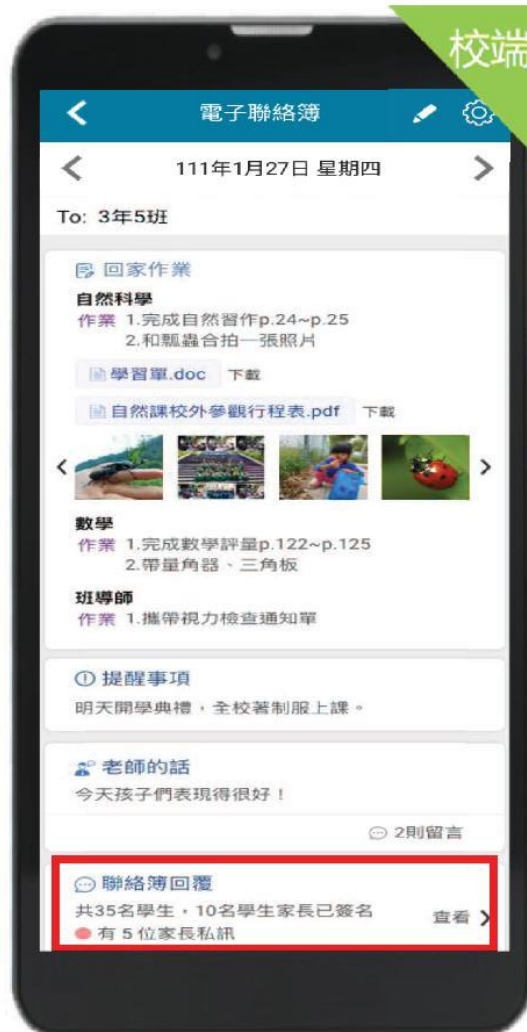 校端
電子聯絡簿
111年1月27日 星期四
To: 3年5班
回家作業
自然科學
作業 1.完成自然習作p.24~p.25
2.和瓢蟲合拍一張照片
學習單.doc 下載
自然課校外參觀行程表.pdf 下載
數學
作業 1.完成數學評量p.122~p.125
2.帶量角器、三角板
班導師
作業 1.攜帶視力檢查通知單
提醒事項
明天開學典禮，全校著制服上課。
老師的話
今天孩子們表現得很好！
2則留言
聯絡簿回覆
共35名學生，10名學生家長已簽名
查看
有 5 位家長私訊